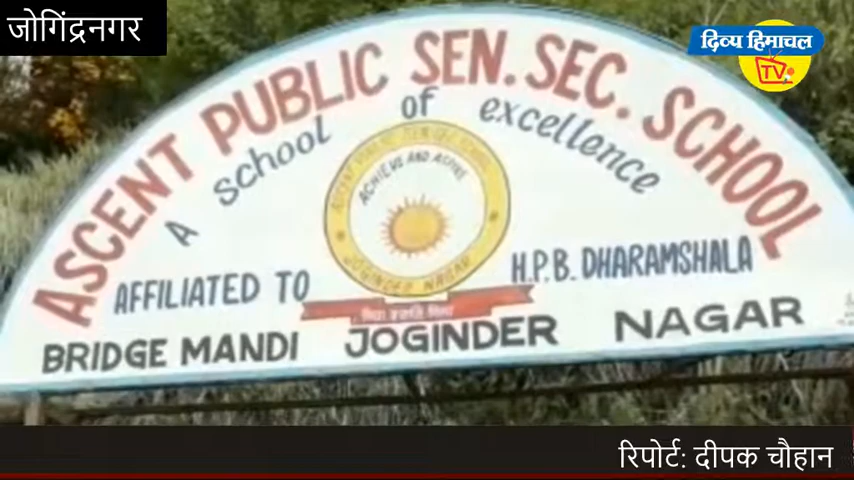 जोगिंद्रनगर
दिव्य हिमाचल
TV
ASCENT PUBLIC SEN. SEC. SCHOOL
A school of excellence
ACHIEVE AND ASPIRE
JOGINDER NAGAR
AFFILIATED TO H.P.B. DHARAMSHALA
BRIDGE MANDI JOGINDER NAGAR
रिपोर्ट: दीपक चौहान